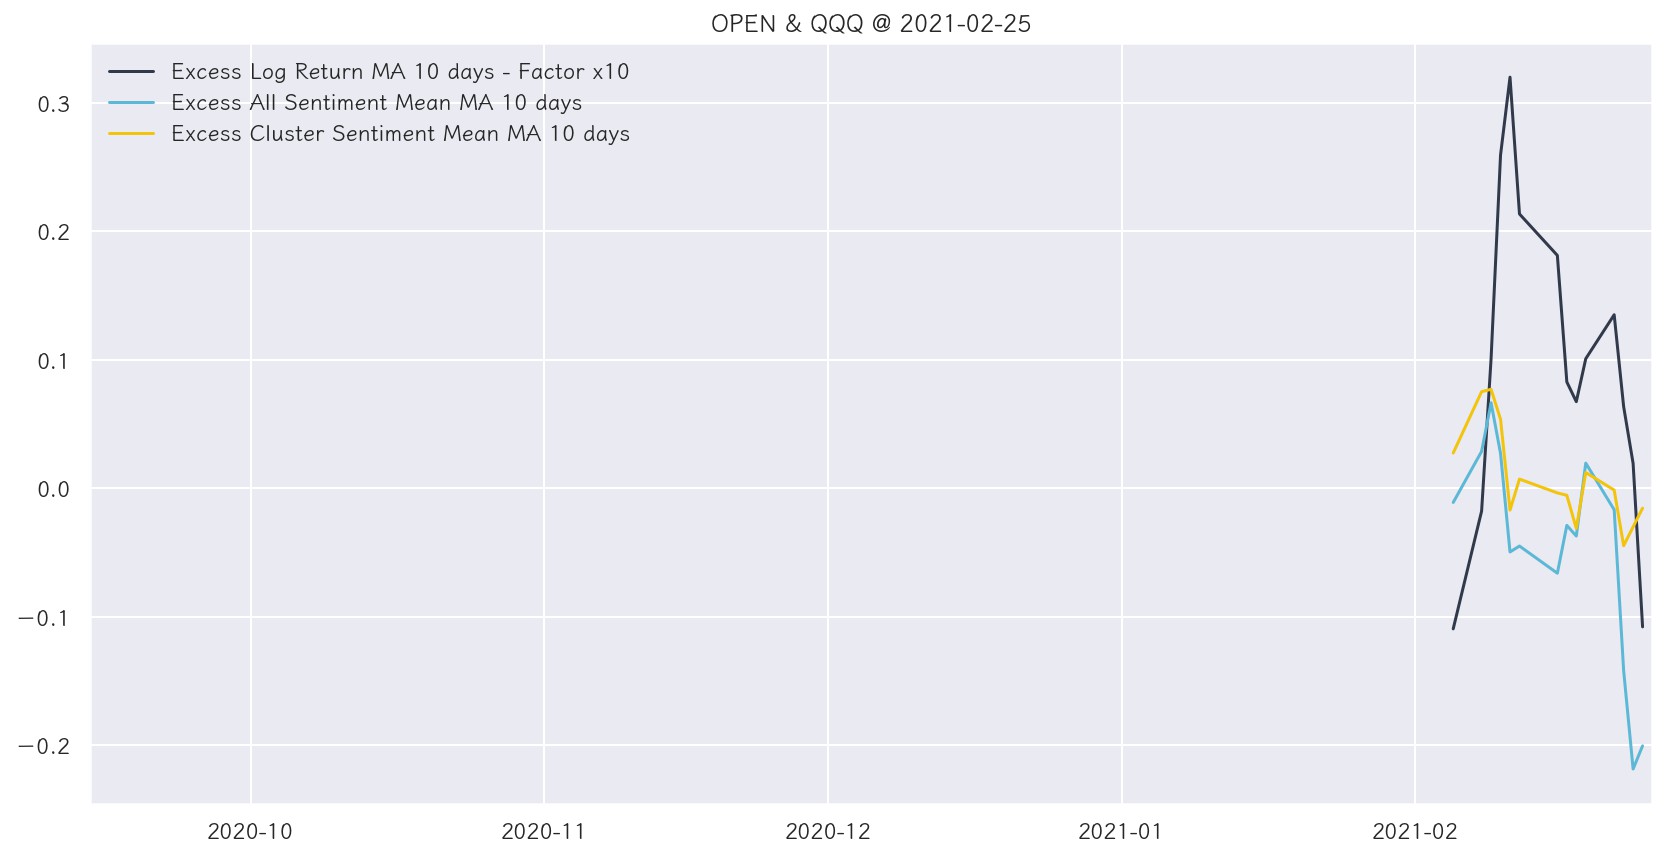 OPEN & QQQ @ 2021-02-25
Excess Log Return MA 10 days - Factor x10
Excess All Sentiment Mean MA 10 days
Excess Cluster Sentiment Mean MA 10 days
0.3
0.2
0.1
0.0
−0.1
−0.2
2020-10 2020-11 2020-12 2021-01 2021-02